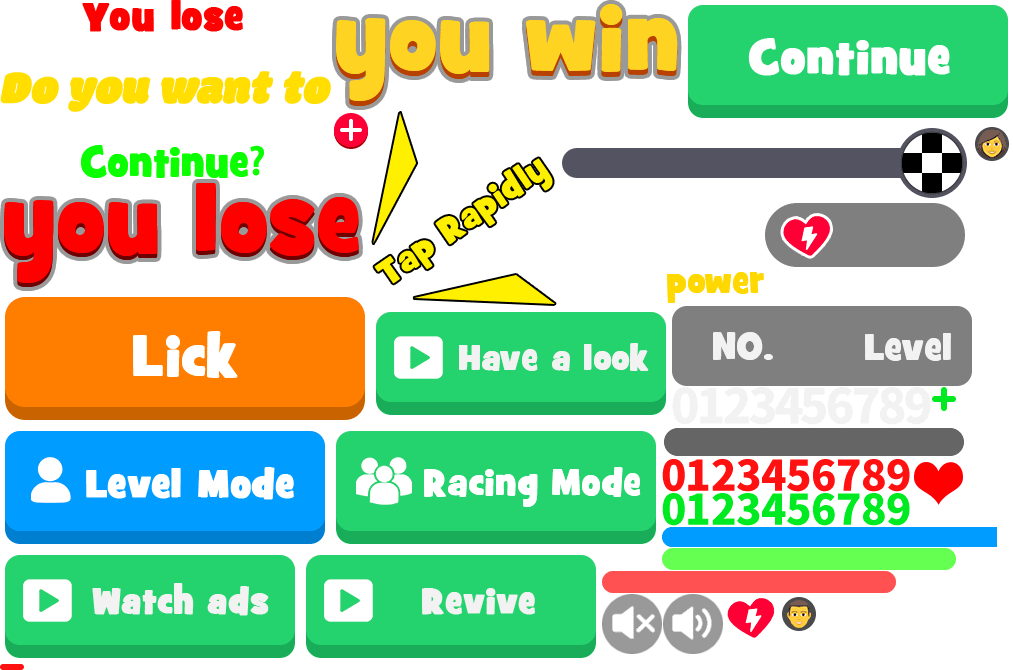 You lose
Do you want to
Continue?
you win
Continue
you lose
Tap Rapidly
power
Lick
Have a look
NO. Level
0123456789+
Level Mode
Racing Mode
0123456789
0123456789
Watch ads
Revive